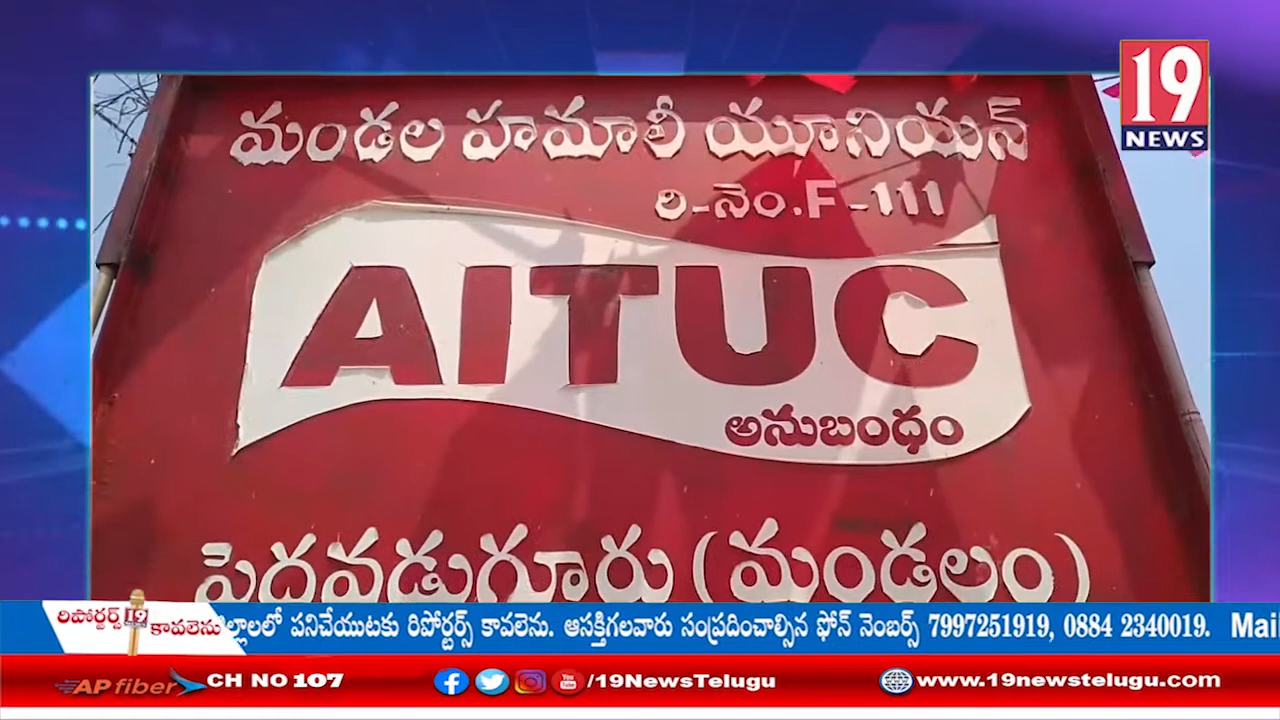 మండల హమాలీ యూనియన్
రి-నెం.F-111
AITUC
అనుబంధం
పెదవడుగూరు (మండలం)
19
NEWS
రిపోర్టర్స్ 19
కావలెను
ల్లాలలో పనిచేయుటకు రిపోర్టర్స్ కావలెను. ఆసక్తిగలవారు సంప్రదించాల్సిన ఫోన్ నెంబర్స్ 7997251919, 0884 2340019. Mail
AP fiber CH NO 107 /19NewsTelugu www.19newstelugu.com